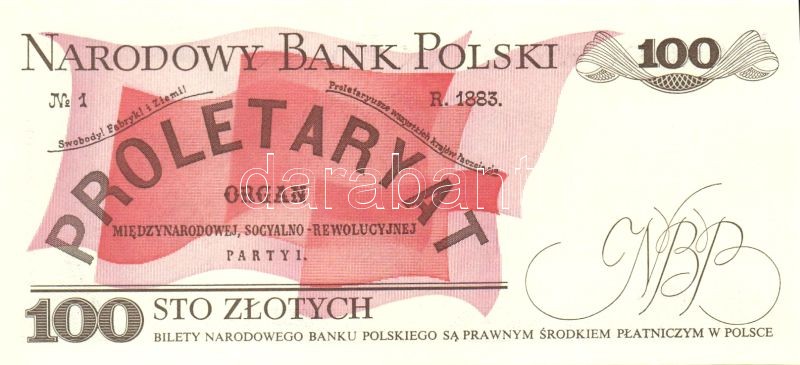 NARODOWY BANK POLSKI
100
№ 1
R. 1883.
Swobody! Fabryki i Ziemi!
Proletaryusze wszystkich krajów łączcie się
PROLETARYAT
ORGAN
MIĘDZYNARODOWEJ, SOCYALNO-REWOLUCYJNEJ
PARTYI.
NBP
100 STO ZŁOTYCH
BILETY NARODOWEGO BANKU POLSKIEGO SĄ PRAWNYM ŚRODKIEM PŁATNICZYM W POLSCE
darabanth